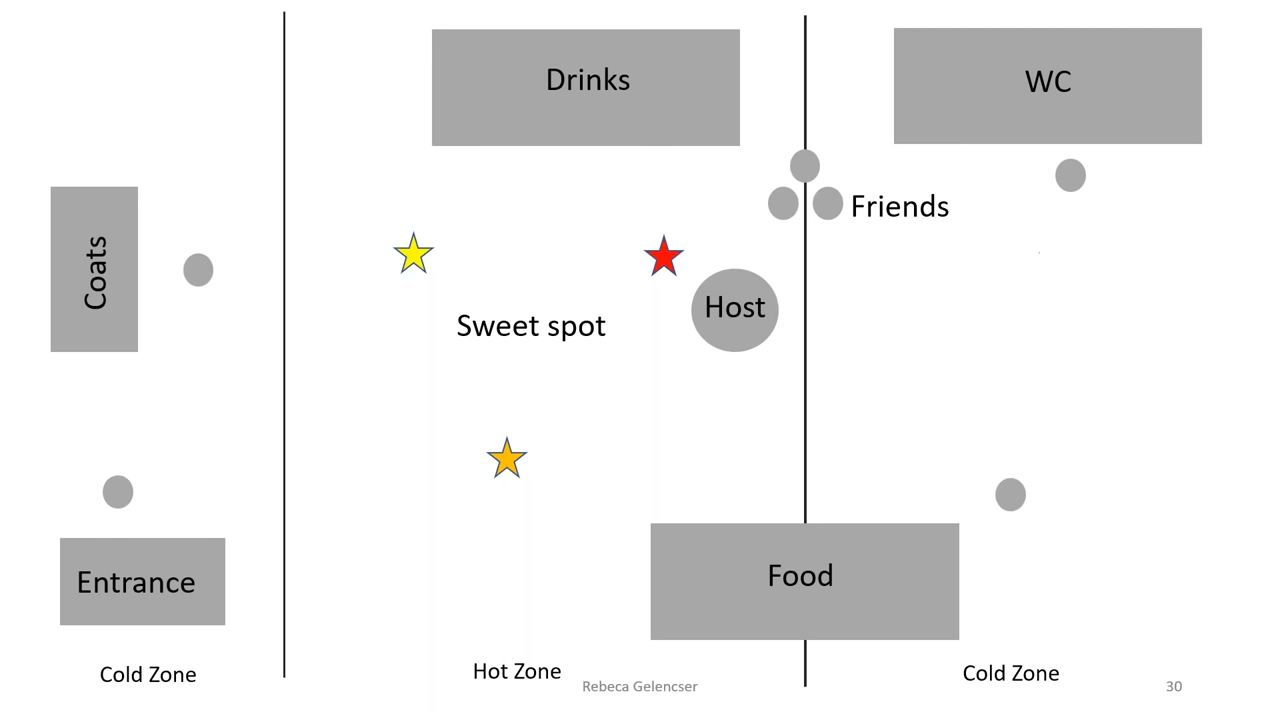 Drinks
WC
Friends
Coats
Host
Sweet spot
Entrance
Food
Cold Zone
Hot Zone
Cold Zone
Rebeca Gelencser
30